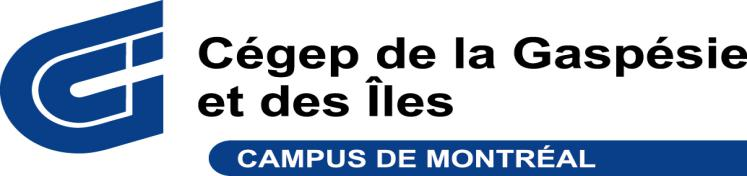 Cégep de la Gaspésie
et des Îles
CAMPUS DE MONTRÉAL